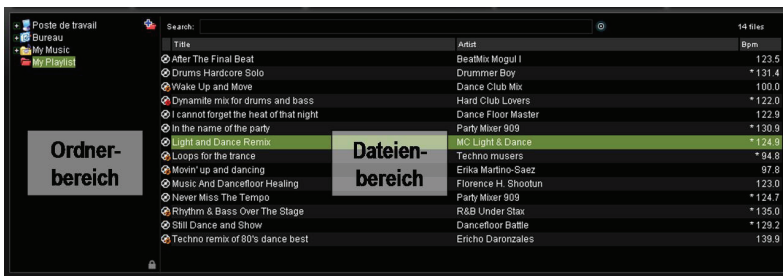 Poste de travail
Bureau
My Music
My Playlist
Ordner-
bereich
Search: 14 files
Title Artist Bpm
After The Final Beat BeatMix Mogul I 123.5
Drums Hardcore Solo Drummer Boy * 131.4
Wake Up and Move Dance Club Mix 100.0
Dynamite mix for drums and bass Hard Club Lovers * 122.0
I cannot forget the heat of that night Dance Floor Master 122.9
In the name of the party Party Mixer 909 * 130.9
Light and Dance Remix MC Light & Dance * 124.9
Loops for the trance Techno musers * 94.8
Movin' up and dancing Erika Martino-Saez 97.8
Music And Dancefloor Healing Florence H. Shootun 123.0
Never Miss The Tempo Party Mixer 909 * 124.7
Rhythm & Bass Over The Stage R&B Under Stax * 135.0
Still Dance and Show Dancefloor Battle * 129.2
Techno remix of 80's dance best Ericho Daronzales 139.9
Dateien-
bereich